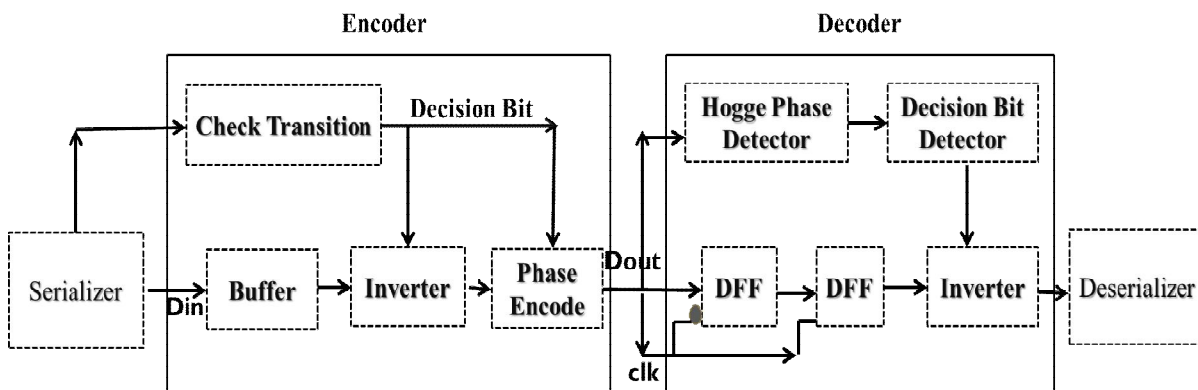 Encoder
Decoder
Check Transition
Decision Bit
Hogge Phase
Detector
Decision Bit
Detector
Serializer
Din
Buffer
Inverter
Phase
Encode
Dout
DFF
DFF
Inverter
Deserializer
clk